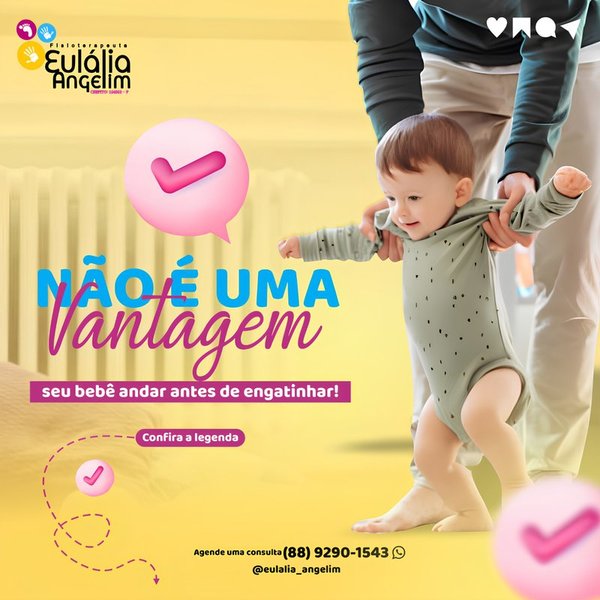 Fisioterapeuta
Eulália
Angelim
NÃO É UMA
Vantagem
seu bebê andar antes de engatinhar!
Confira a legenda
Agende uma consulta (88) 9290-1543
@eulalia_angelim